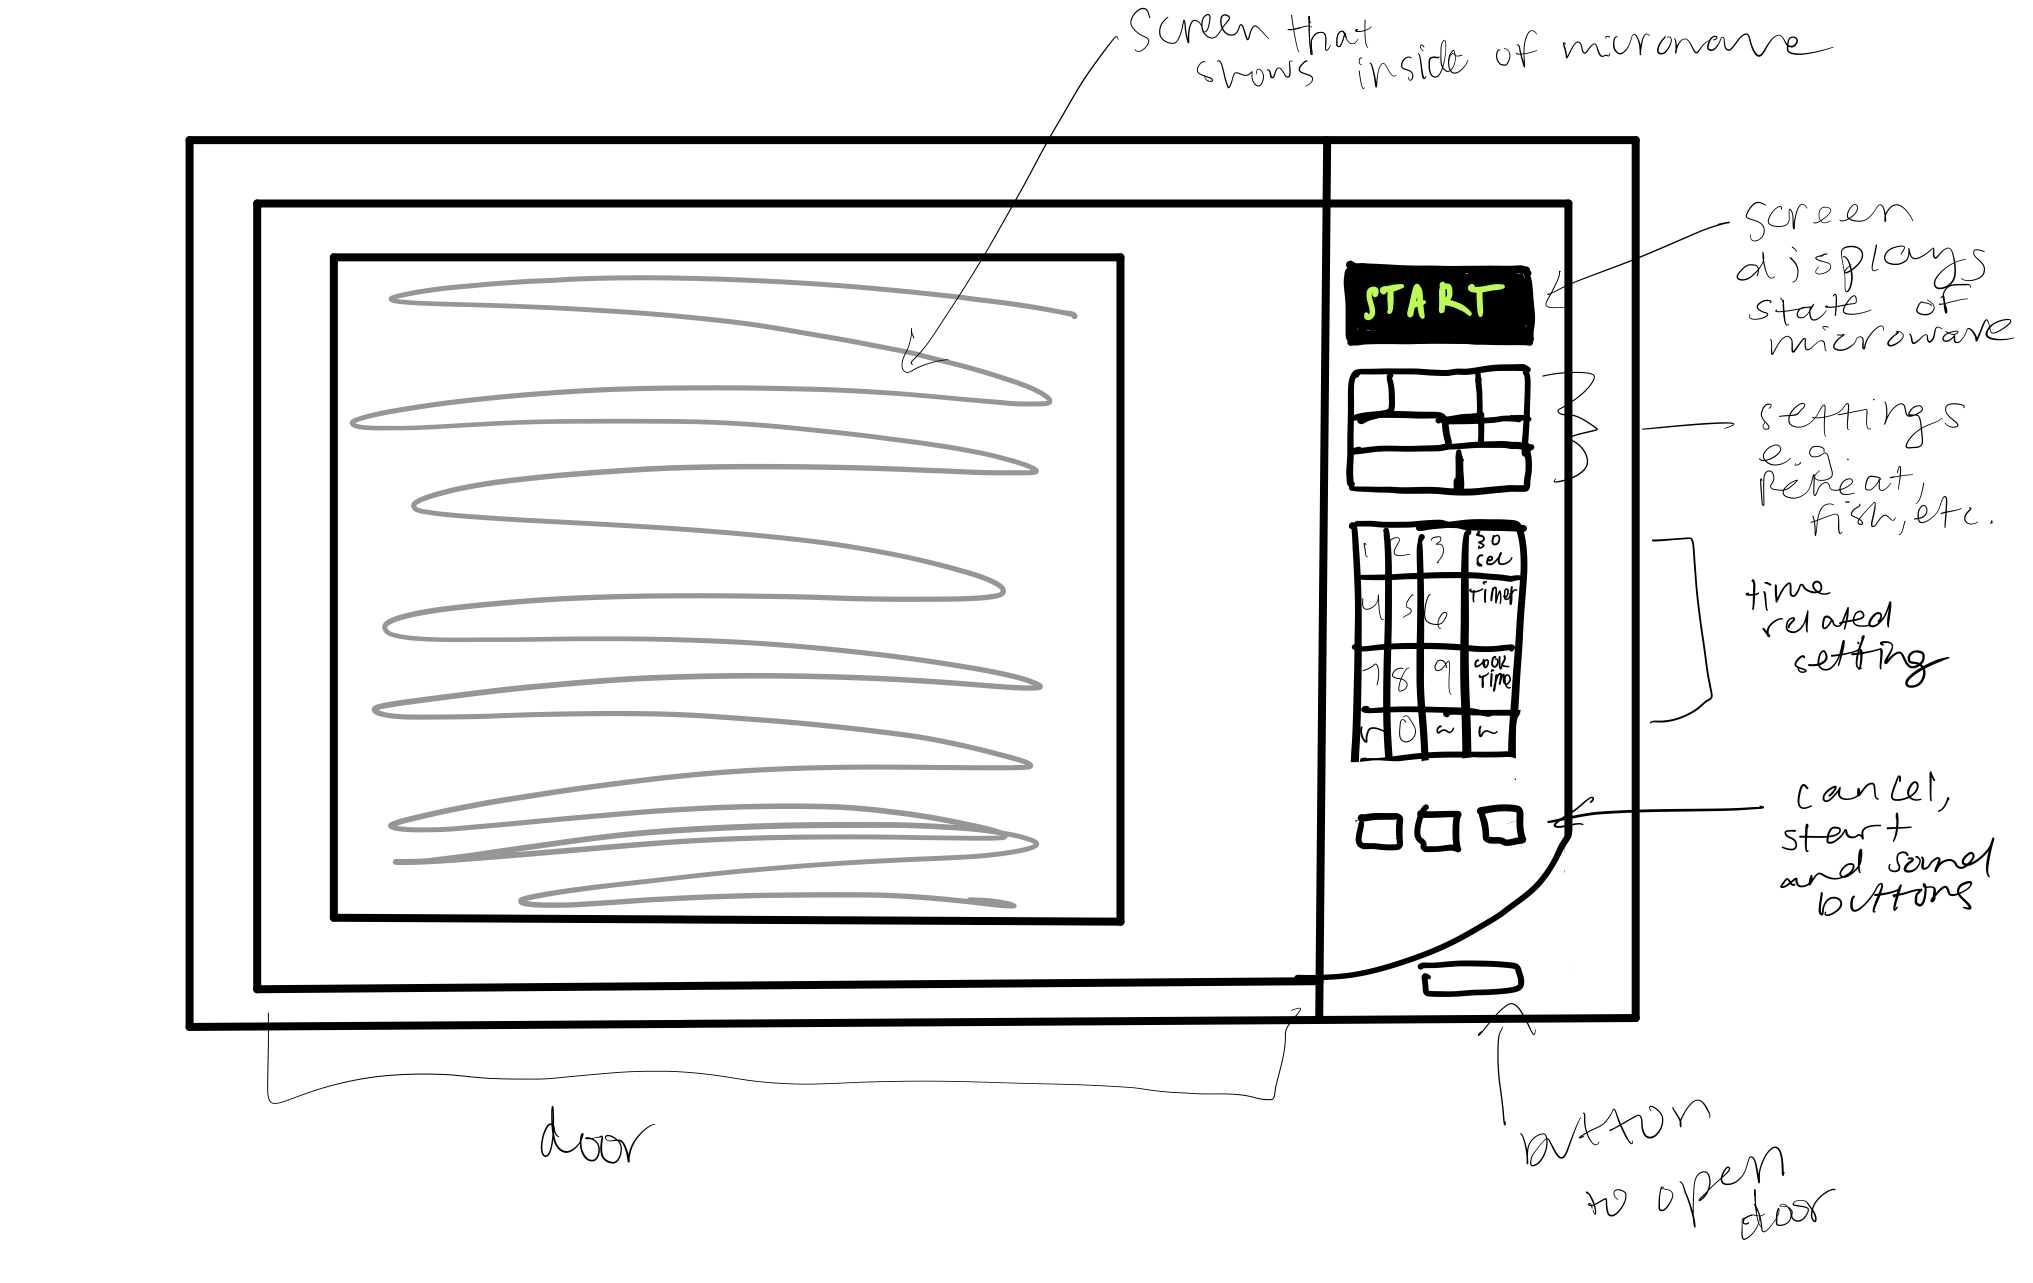 screen that
shows inside of microwave
START
screen
displays
state of
microwave
settings
e.g.
reheat,
fish, etc.
1 2 3 30 sec
4 5 6 Timer
7 8 9 cook Time
0
time
related
setting
cancel,
start
and sound
buttons
door
button
to open
door